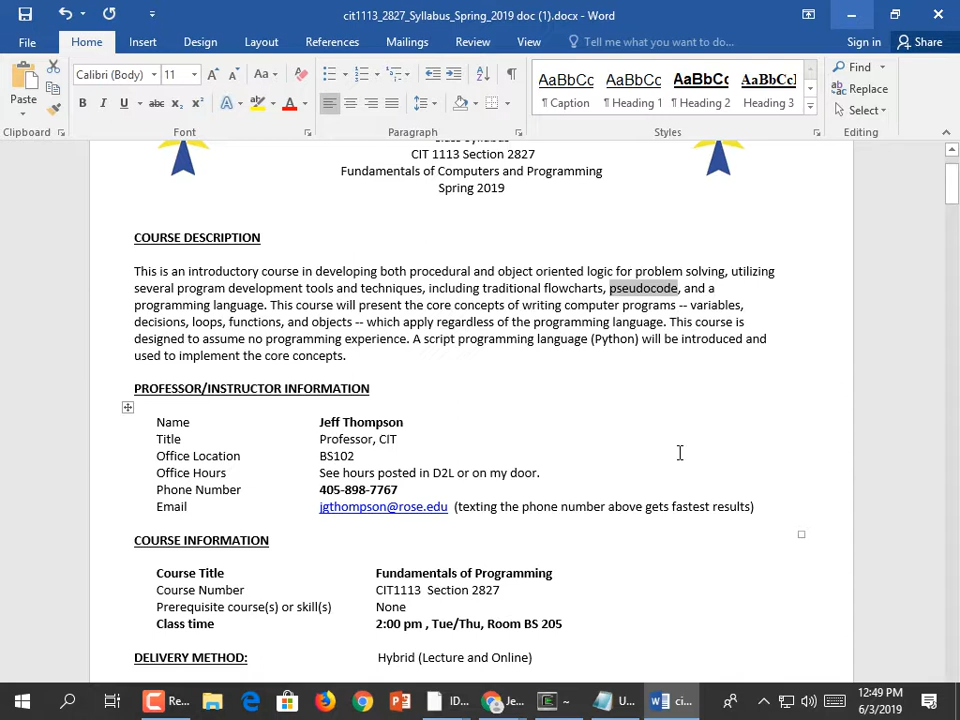 cit1113_2827_Syllabus_Spring_2019 doc (1).docx - Word
File Home Insert Design Layout References Mailings Review View Tell me what you want to do... Sign in Share
Paste
Calibri (Body) 11
AaBbCc AaBbCc AaBbCc AaBbCcI
¶ Caption ¶ Heading 1 ¶ Heading 2 Heading 3
Find
Replace
Select
Clipboard Font Paragraph Styles Editing
Class Syllabus
CIT 1113 Section 2827
Fundamentals of Computers and Programming
Spring 2019
COURSE DESCRIPTION
This is an introductory course in developing both procedural and object oriented logic for problem solving, utilizing
several program development tools and techniques, including traditional flowcharts, pseudocode, and a
programming language. This course will present the core concepts of writing computer programs -- variables,
decisions, loops, functions, and objects -- which apply regardless of the programming language. This course is
designed to assume no programming experience. A script programming language (Python) will be introduced and
used to implement the core concepts.
PROFESSOR/INSTRUCTOR INFORMATION
Name Jeff Thompson
Title Professor, CIT
Office Location BS102
Office Hours See hours posted in D2L or on my door.
Phone Number 405-898-7767
Email jgthompson@rose.edu (texting the phone number above gets fastest results)
COURSE INFORMATION
Course Title Fundamentals of Programming
Course Number CIT1113 Section 2827
Prerequisite course(s) or skill(s) None
Class time 2:00 pm , Tue/Thu, Room BS 205
DELIVERY METHOD: Hybrid (Lecture and Online)
Re... ID... Je... ~ U... ci...
12:49 PM
6/3/2019